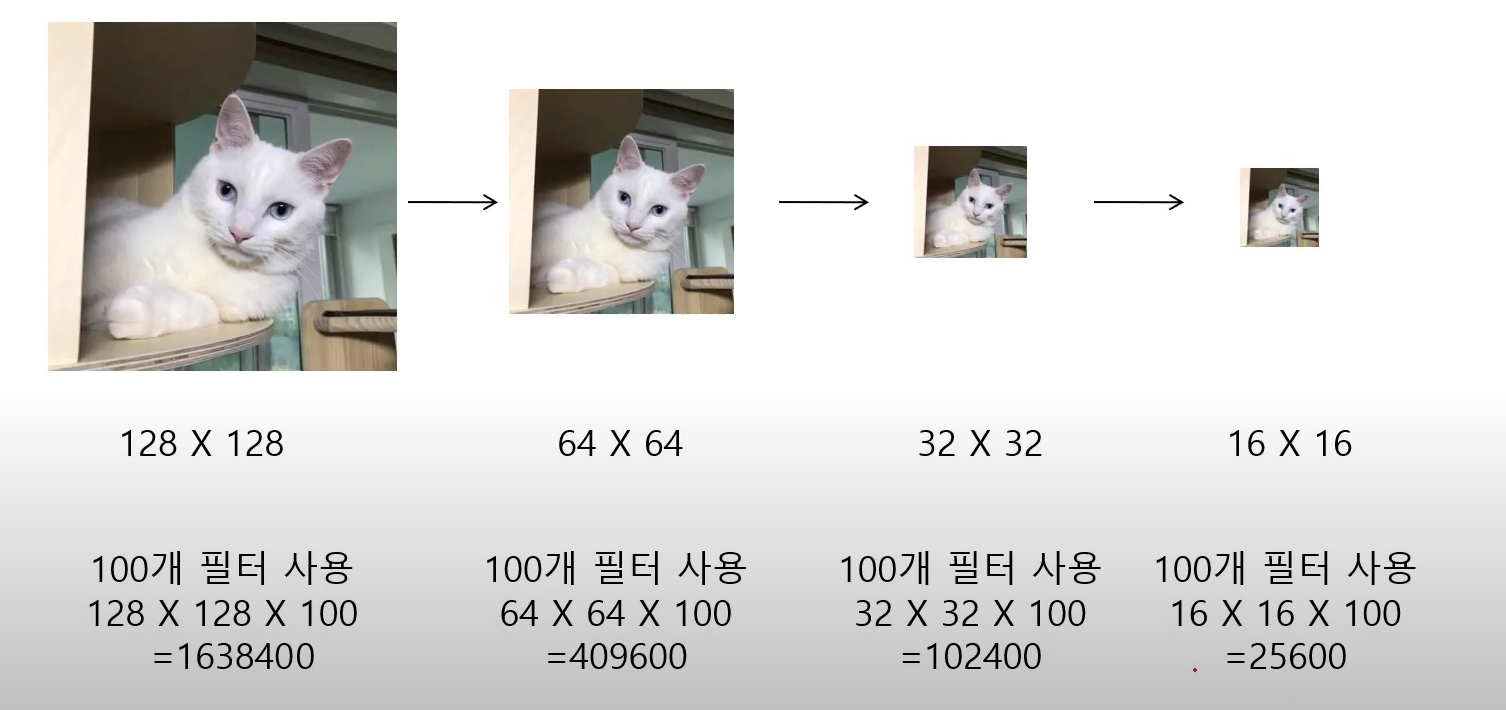 128 X 128
64 X 64
32 X 32
16 X 16
100개 필터 사용
128 X 128 X 100
=1638400
100개 필터 사용
64 X 64 X 100
=409600
100개 필터 사용
32 X 32 X 100
=102400
100개 필터 사용
16 X 16 X 100
=25600